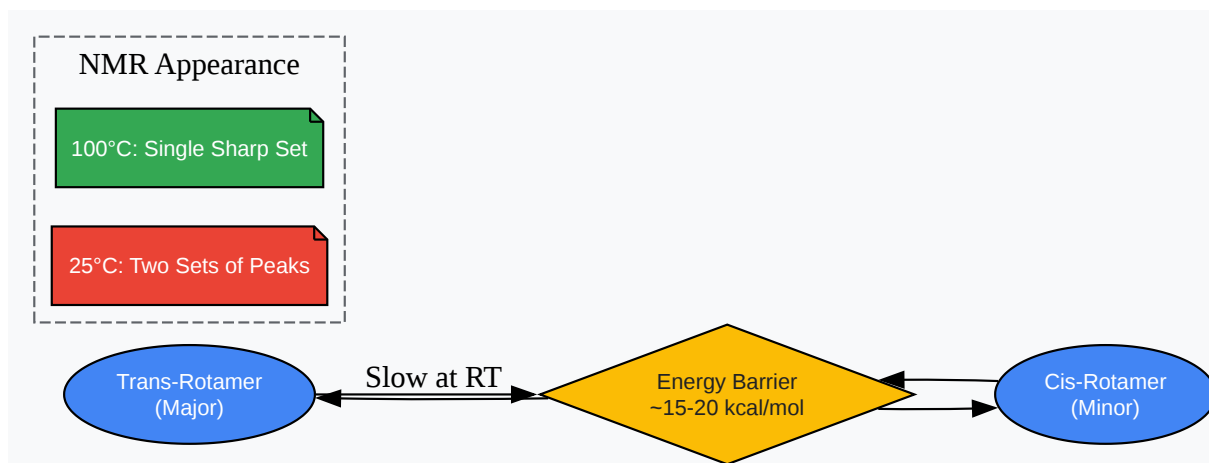 NMR Appearance
100°C: Single Sharp Set
25°C: Two Sets of Peaks
Trans-Rotamer
(Major)
Slow at RT
Energy Barrier
~15-20 kcal/mol
Cis-Rotamer
(Minor)